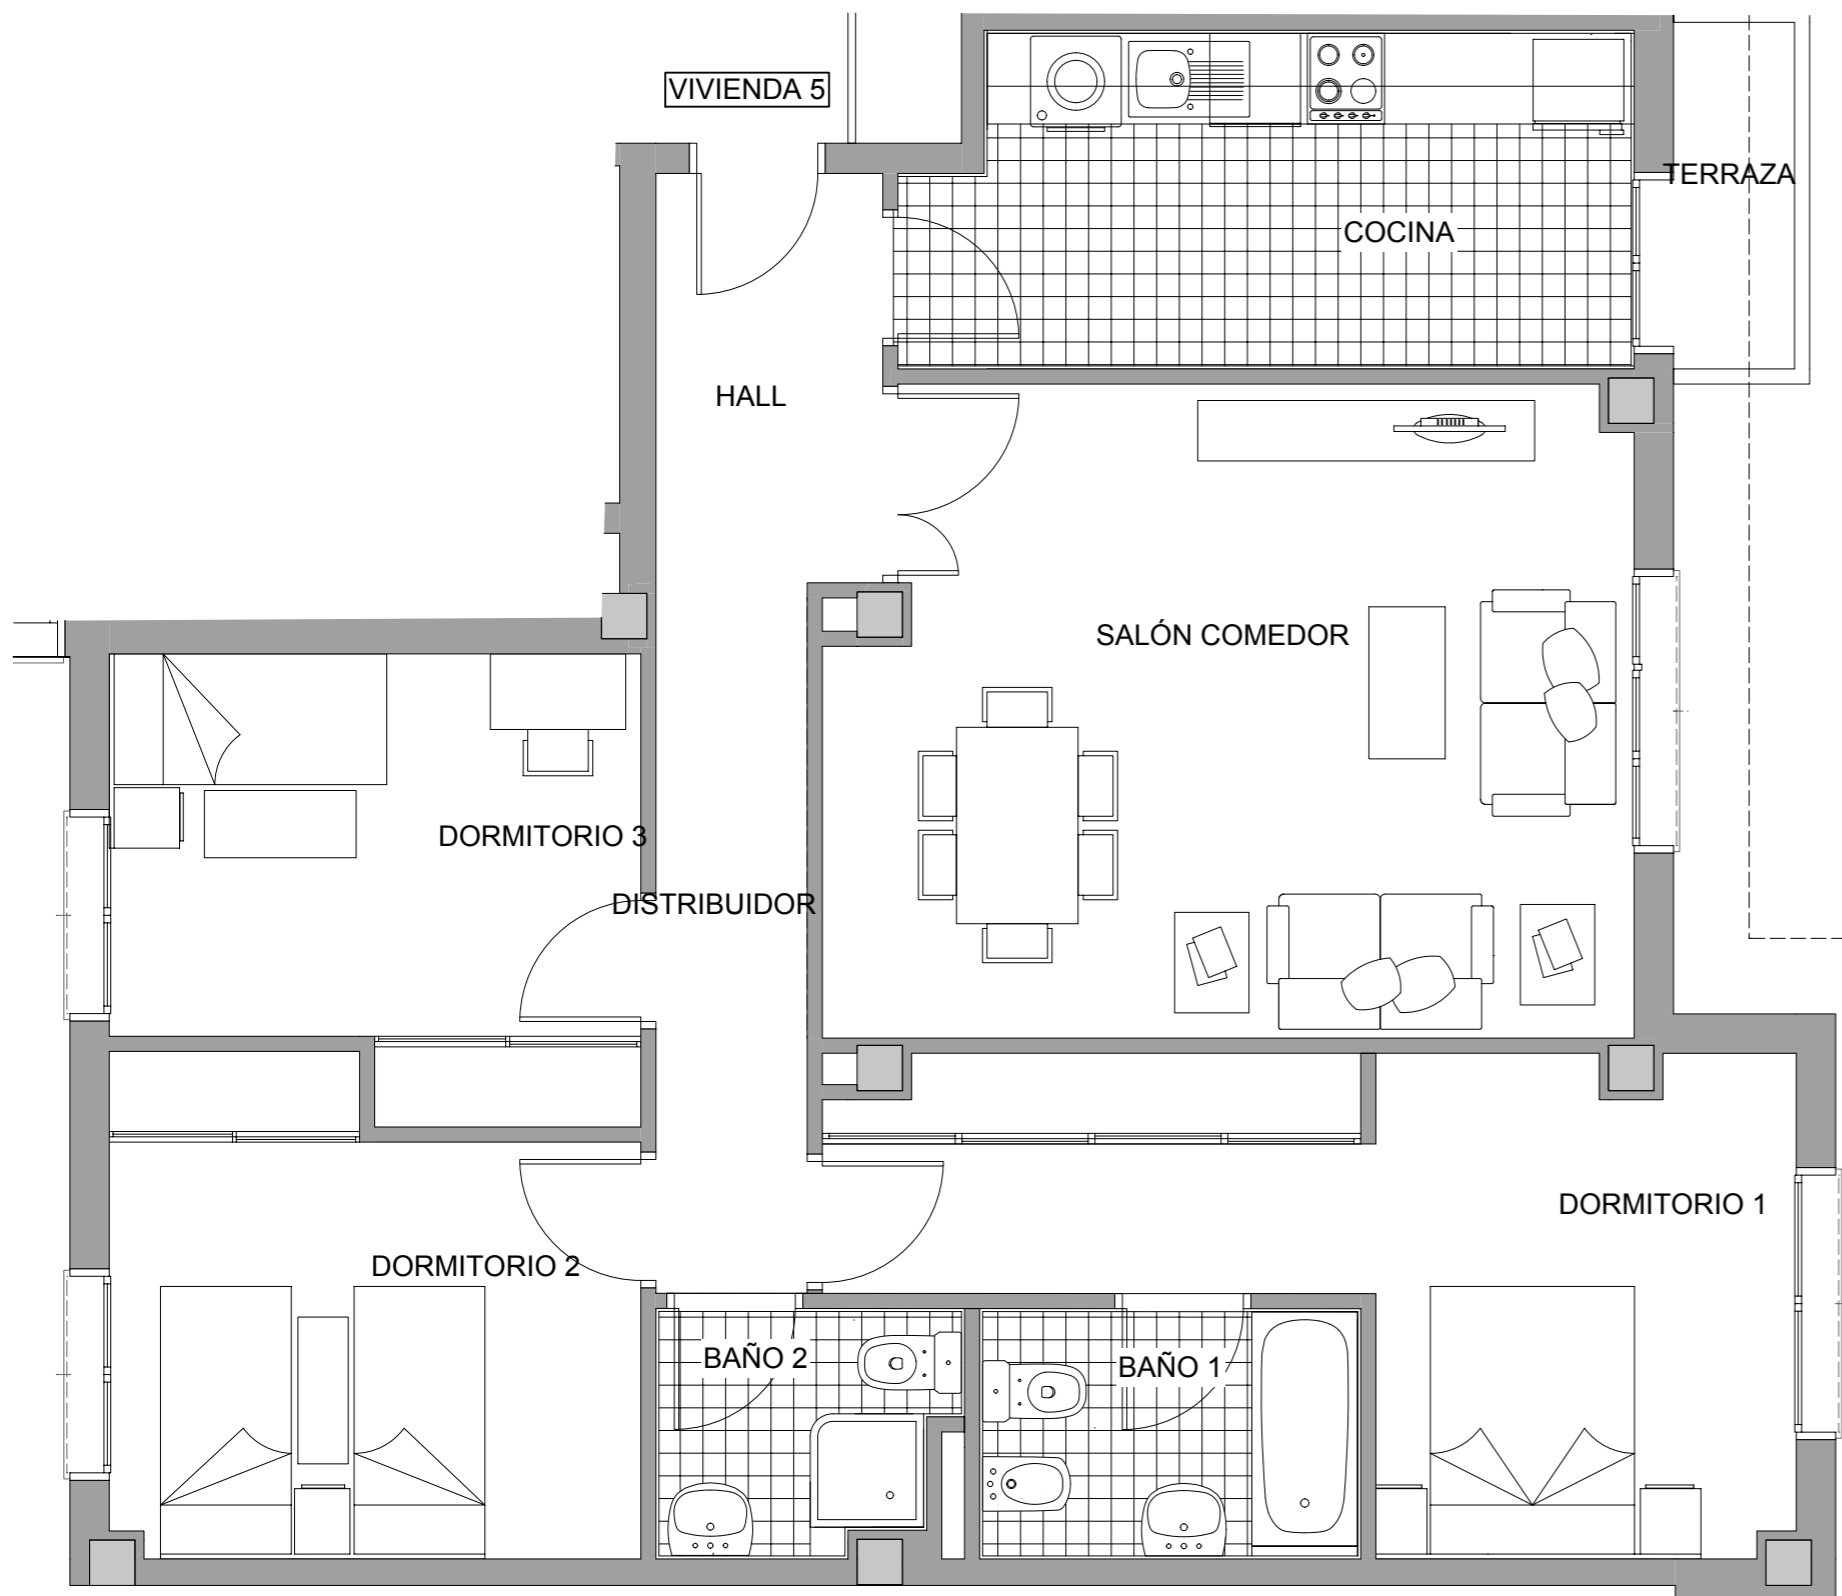 VIVIENDA 5
TERRAZA
COCINA
HALL
SALÓN COMEDOR
DORMITORIO 3
DISTRIBUIDOR
DORMITORIO 1
DORMITORIO 2
BAÑO 2
BAÑO 1